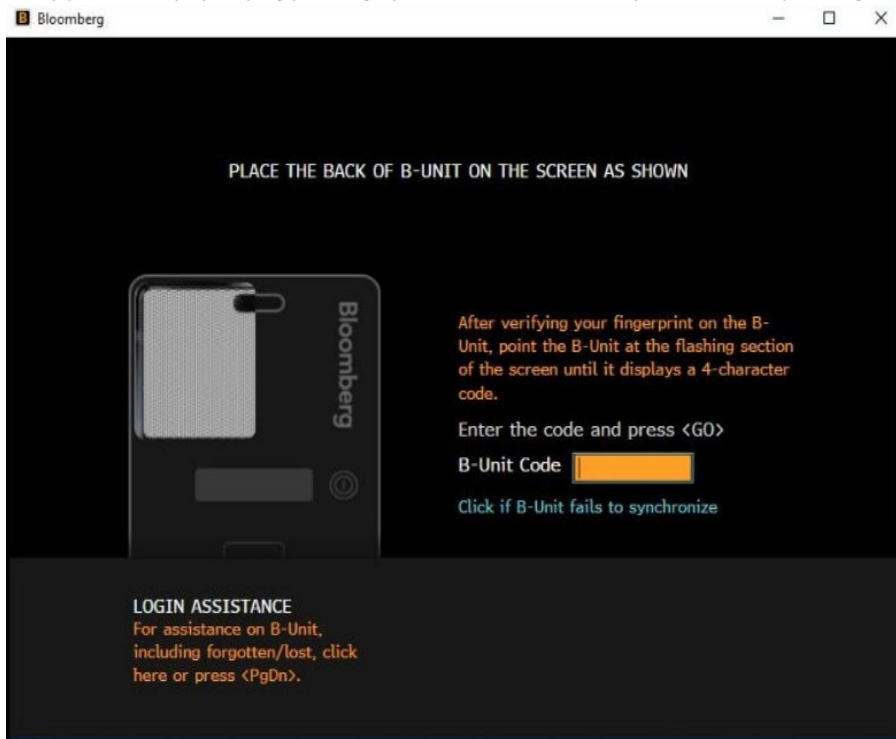 Bloomberg
PLACE THE BACK OF B-UNIT ON THE SCREEN AS SHOWN
Bloomberg
After verifying your fingerprint on the B-
Unit, point the B-Unit at the flashing section
of the screen until it displays a 4-character
code.
Enter the code and press <GO>
B-Unit Code
Click if B-Unit fails to synchronize
LOGIN ASSISTANCE
For assistance on B-Unit,
including forgotten/lost, click
here or press <PgDn>.